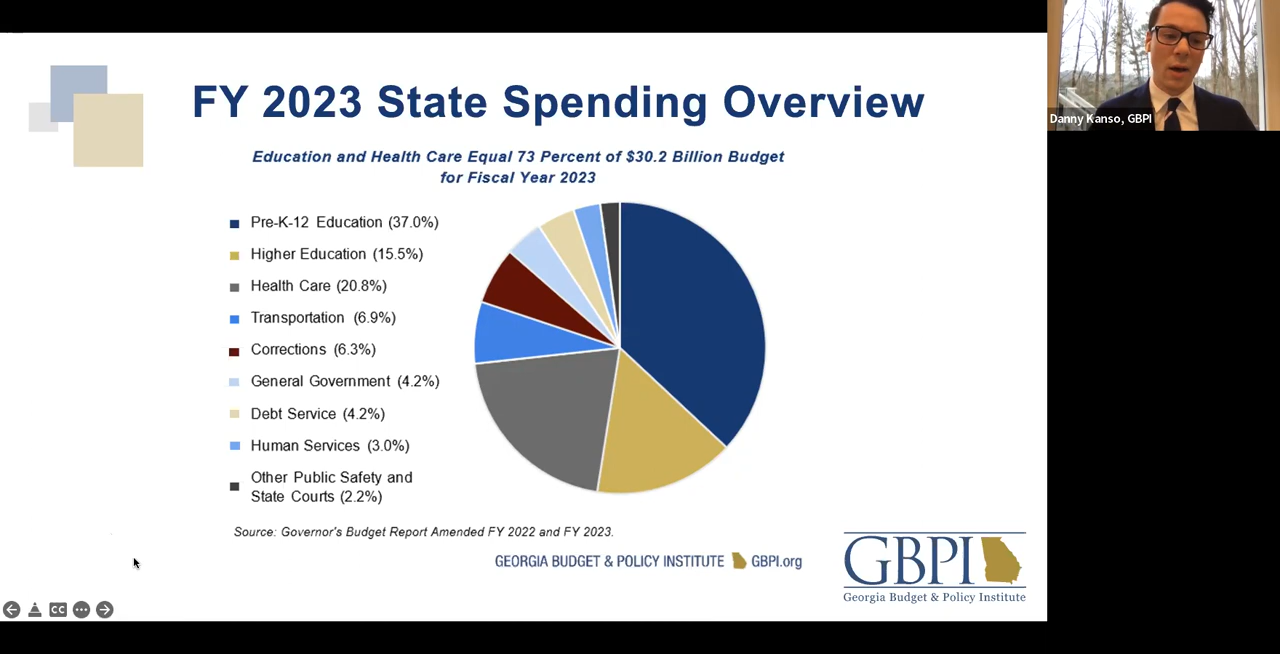 FY 2023 State Spending Overview
Education and Health Care Equal 73 Percent of $30.2 Billion Budget
for Fiscal Year 2023
Pre-K-12 Education (37.0%)
Higher Education (15.5%)
Health Care (20.8%)
Transportation (6.9%)
Corrections (6.3%)
General Government (4.2%)
Debt Service (4.2%)
Human Services (3.0%)
Other Public Safety and
State Courts (2.2%)
Source: Governor's Budget Report Amended FY 2022 and FY 2023.
GEORGIA BUDGET & POLICY INSTITUTE GBPI.org
GBPI
Georgia Budget & Policy Institute
CC
Danny Kanso, GBPI